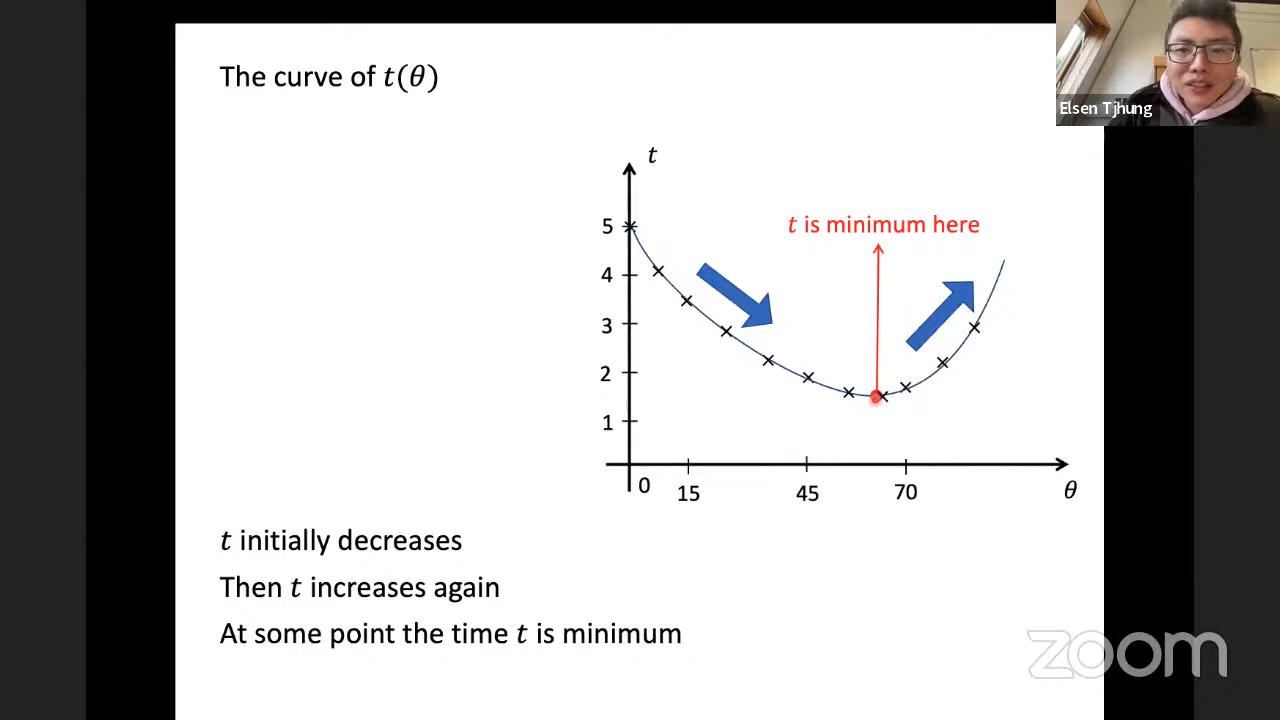 The curve of t(θ)
Elsen Tjhung
t
5
t is minimum here
4
3
2
1
0
15
45
70
θ
t initially decreases
Then t increases again
At some point the time t is minimum
zoom